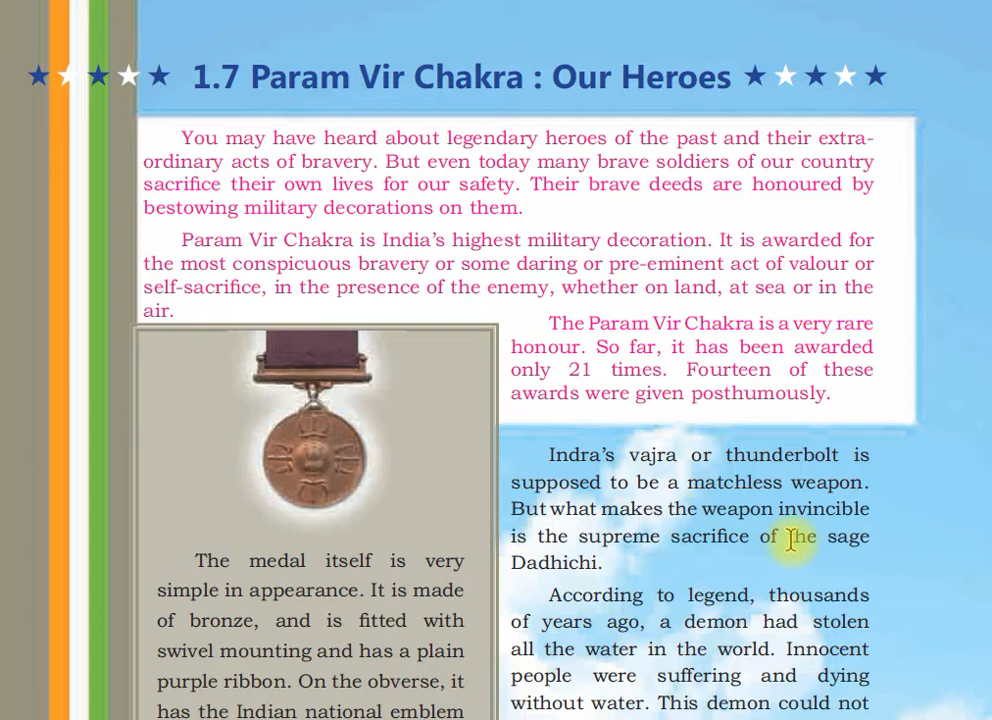 1.7 Param Vir Chakra : Our Heroes
You may have heard about legendary heroes of the past and their extra-
ordinary acts of bravery. But even today many brave soldiers of our country
sacrifice their own lives for our safety. Their brave deeds are honoured by
bestowing military decorations on them.
Param Vir Chakra is India's highest military decoration. It is awarded for
the most conspicuous bravery or some daring or pre-eminent act of valour or
self-sacrifice, in the presence of the enemy, whether on land, at sea or in the
air.
The Param Vir Chakra is a very rare
honour. So far, it has been awarded
only 21 times. Fourteen of these
awards were given posthumously.
The medal itself is very
simple in appearance. It is made
of bronze, and is fitted with
swivel mounting and has a plain
purple ribbon. On the obverse, it
has the Indian national emblem
Indra's vajra or thunderbolt is
supposed to be a matchless weapon.
But what makes the weapon invincible
is the supreme sacrifice of the sage
Dadhichi.
According to legend, thousands
of years ago, a demon had stolen
all the water in the world. Innocent
people were suffering and dying
without water. This demon could not